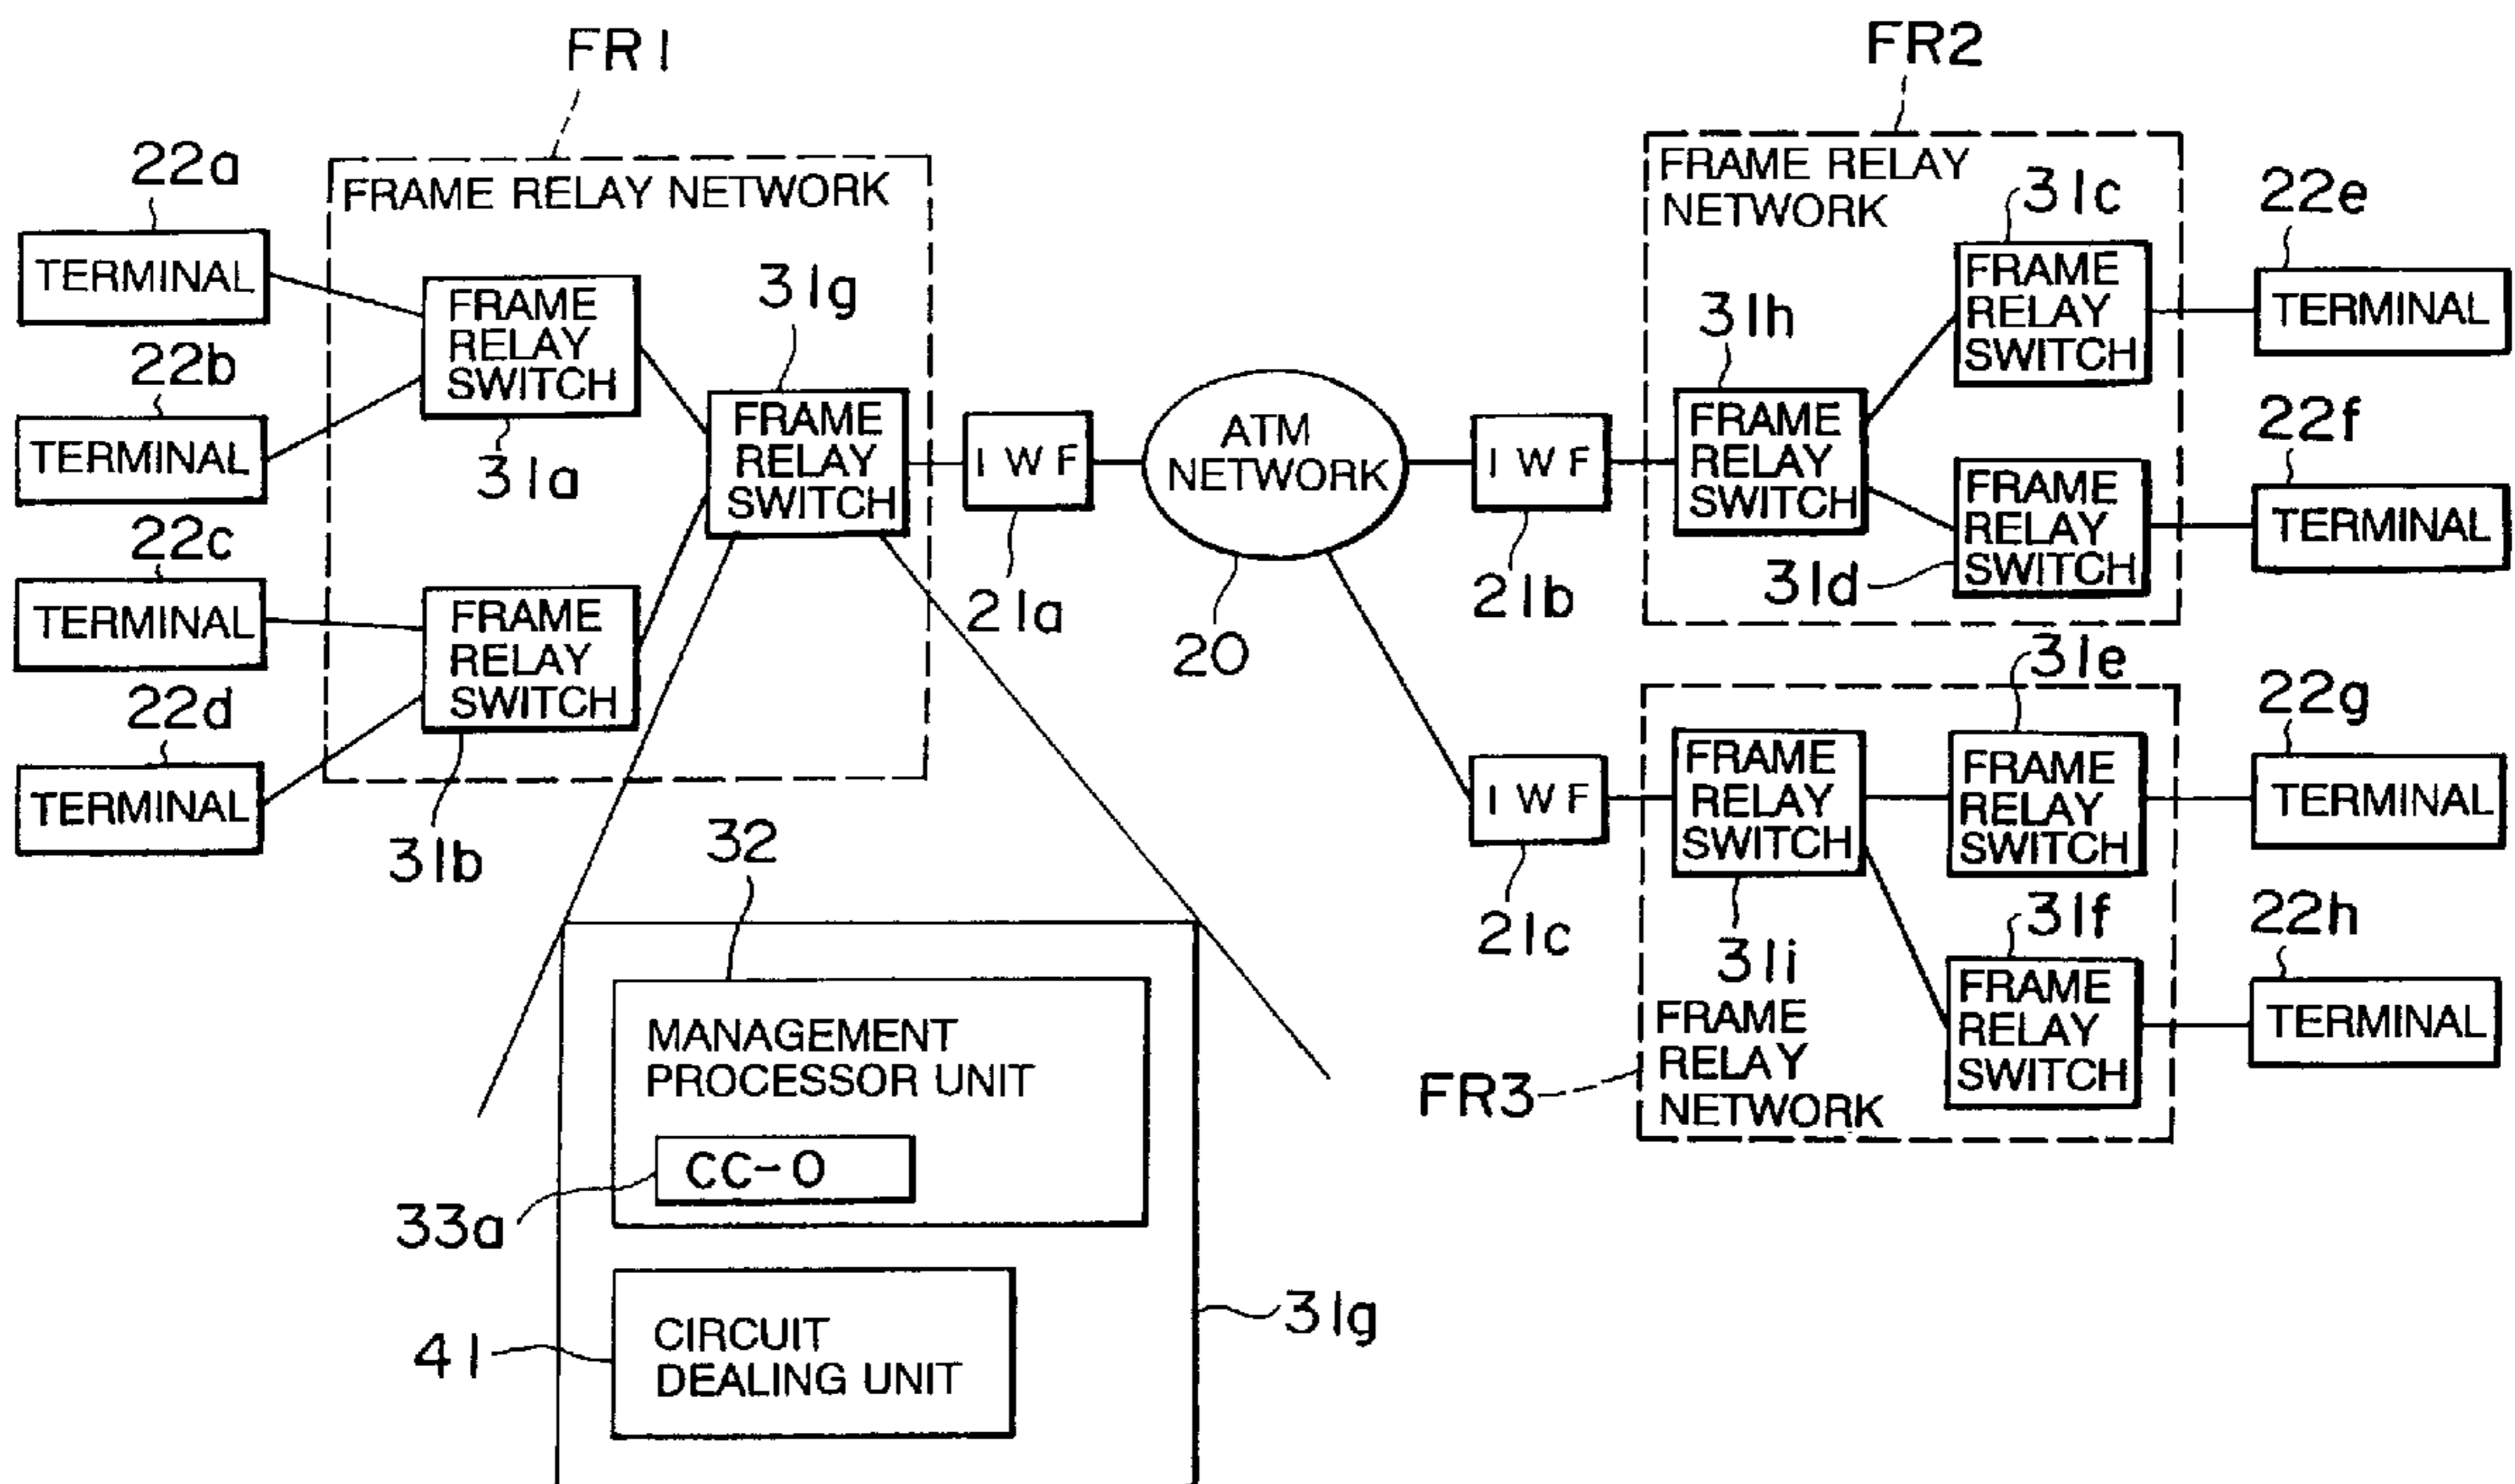 FR1
FRAME RELAY NETWORK
22a
TERMINAL
22b
TERMINAL
22c
TERMINAL
22d
TERMINAL
FRAME
RELAY
SWITCH
31a
FRAME
RELAY
SWITCH
31b
31g
FRAME
RELAY
SWITCH
IWF
21a
ATM
NETWORK
20
IWF
21b
IWF
21c
FR2
FRAME RELAY
NETWORK
31h
FRAME
RELAY
SWITCH
31c
FRAME
RELAY
SWITCH
FRAME
RELAY
SWITCH
31d
22e
TERMINAL
22f
TERMINAL
FRAME
RELAY
SWITCH
31i
31e
FRAME
RELAY
SWITCH
31f
FRAME
RELAY
SWITCH
FR3
FRAME
RELAY
NETWORK
22g
TERMINAL
22h
TERMINAL
32
MANAGEMENT
PROCESSOR UNIT
CC-0
33a
CIRCUIT
DEALING UNIT
41
31g